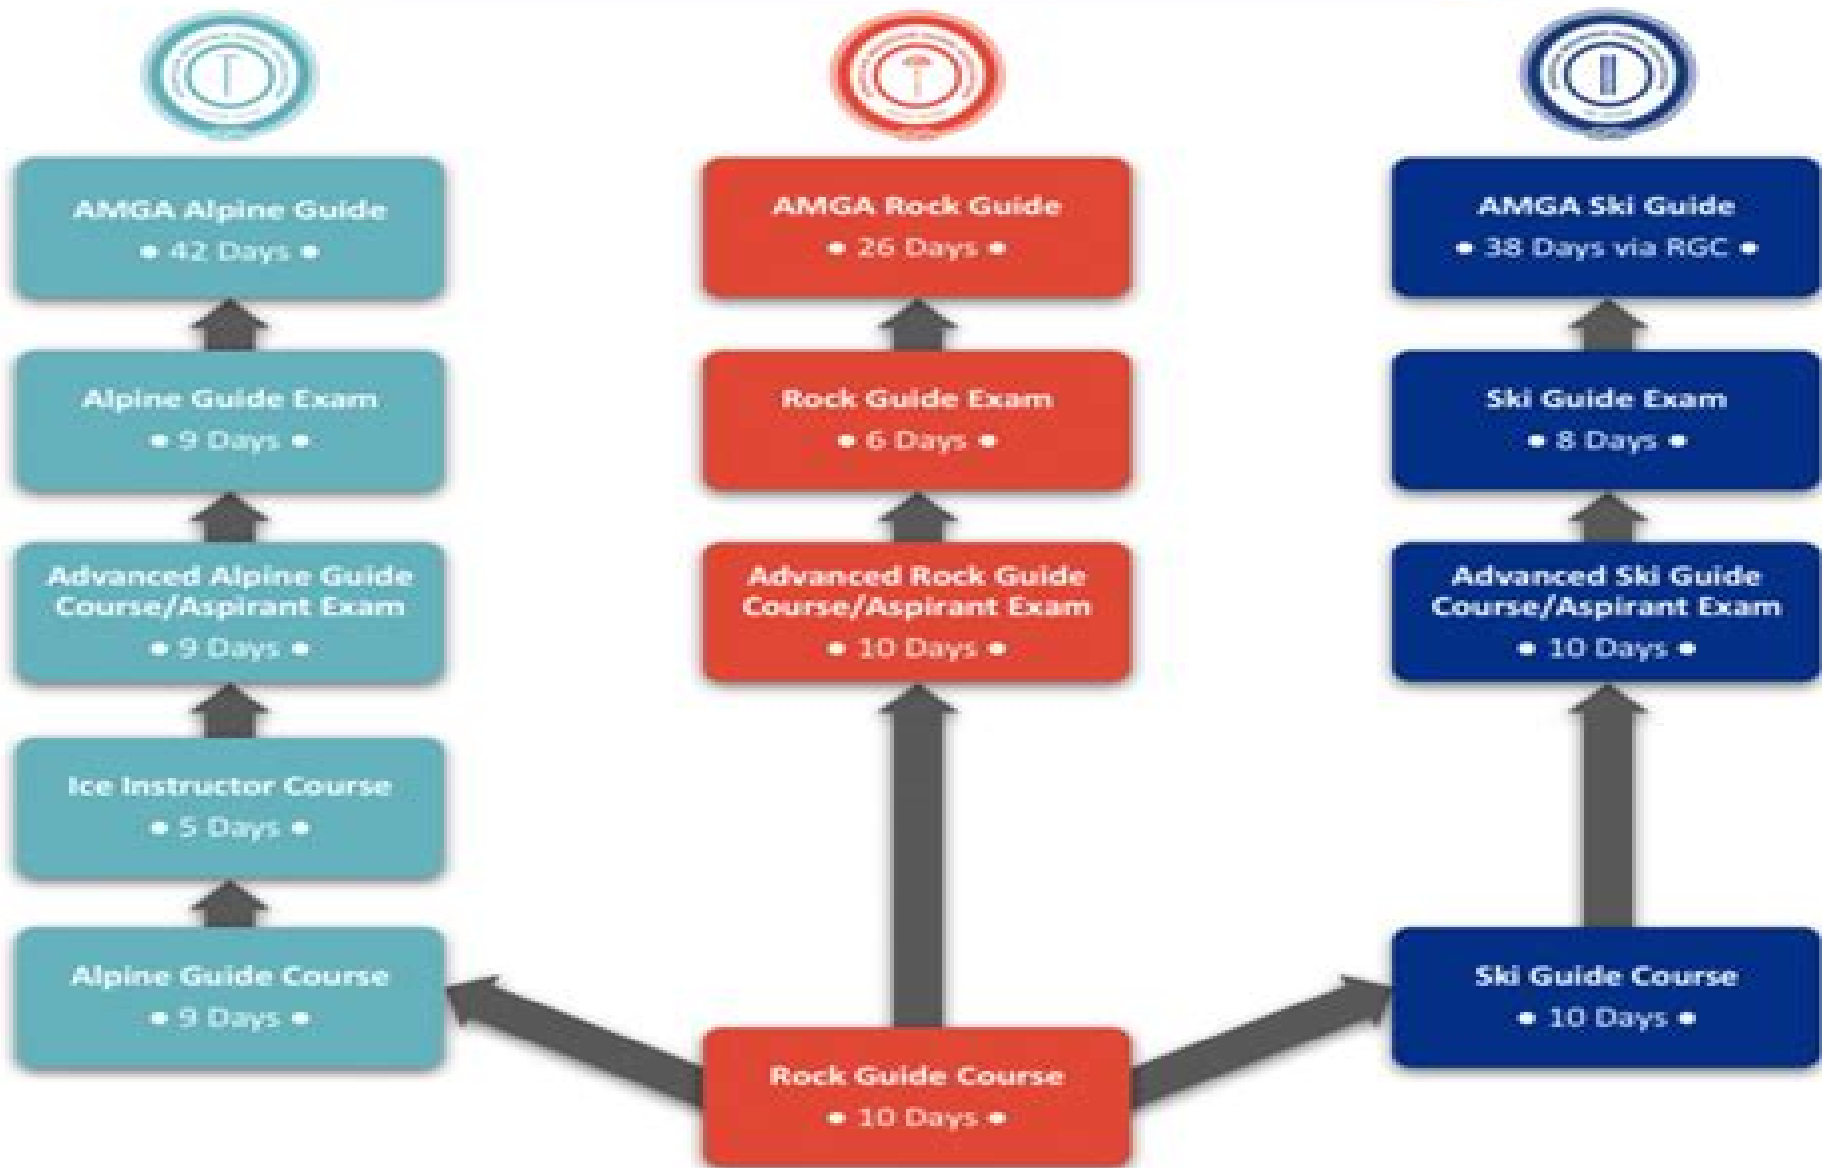 AMGA Alpine Guide
• 42 Days •
Alpine Guide Exam
• 9 Days •
Advanced Alpine Guide
Course/Aspirant Exam
• 9 Days •
Ice Instructor Course
• 5 Days •
Alpine Guide Course
• 9 Days •
AMGA Rock Guide
• 26 Days •
Rock Guide Exam
• 6 Days •
Advanced Rock Guide
Course/Aspirant Exam
• 10 Days •
Rock Guide Course
• 10 Days •
AMGA Ski Guide
• 38 Days via RGC •
Ski Guide Exam
• 8 Days •
Advanced Ski Guide
Course/Aspirant Exam
• 10 Days •
Ski Guide Course
• 10 Days •